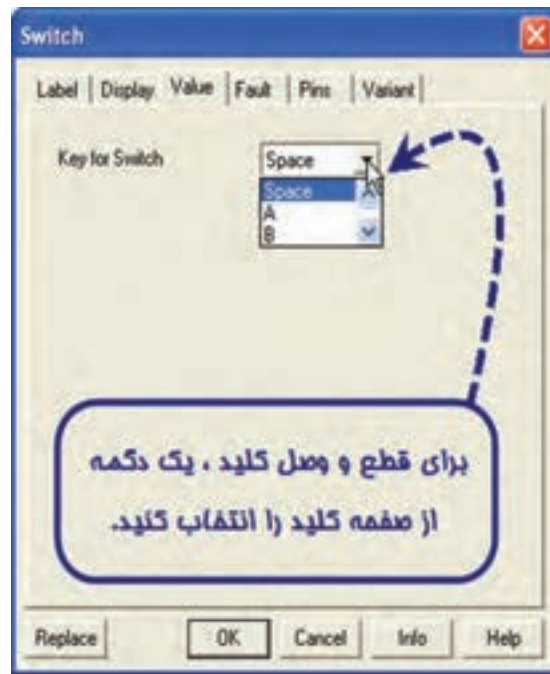 Switch
Label Display Value Fault Pins Variant
Key for Switch Space
Space
A
B
برای قطع و وصل کلید ، یک دکمه
از صفحه کلید را انتخاب کنید.
Replace OK Cancel Info Help